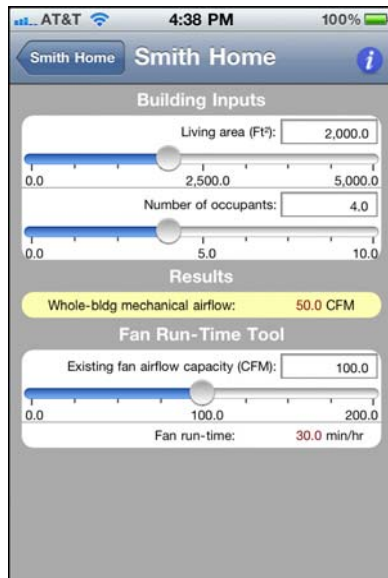 AT&T 4:38 PM 100%
Smith Home Smith Home i
Building Inputs
Living area (Ft²): 2,000.0
0.0 2,500.0 5,000.0
Number of occupants: 4.0
0.0 5.0 10.0
Results
Whole-bldg mechanical airflow: 50.0 CFM
Fan Run-Time Tool
Existing fan airflow capacity (CFM): 100.0
0.0 100.0 200.0
Fan run-time: 30.0 min/hr